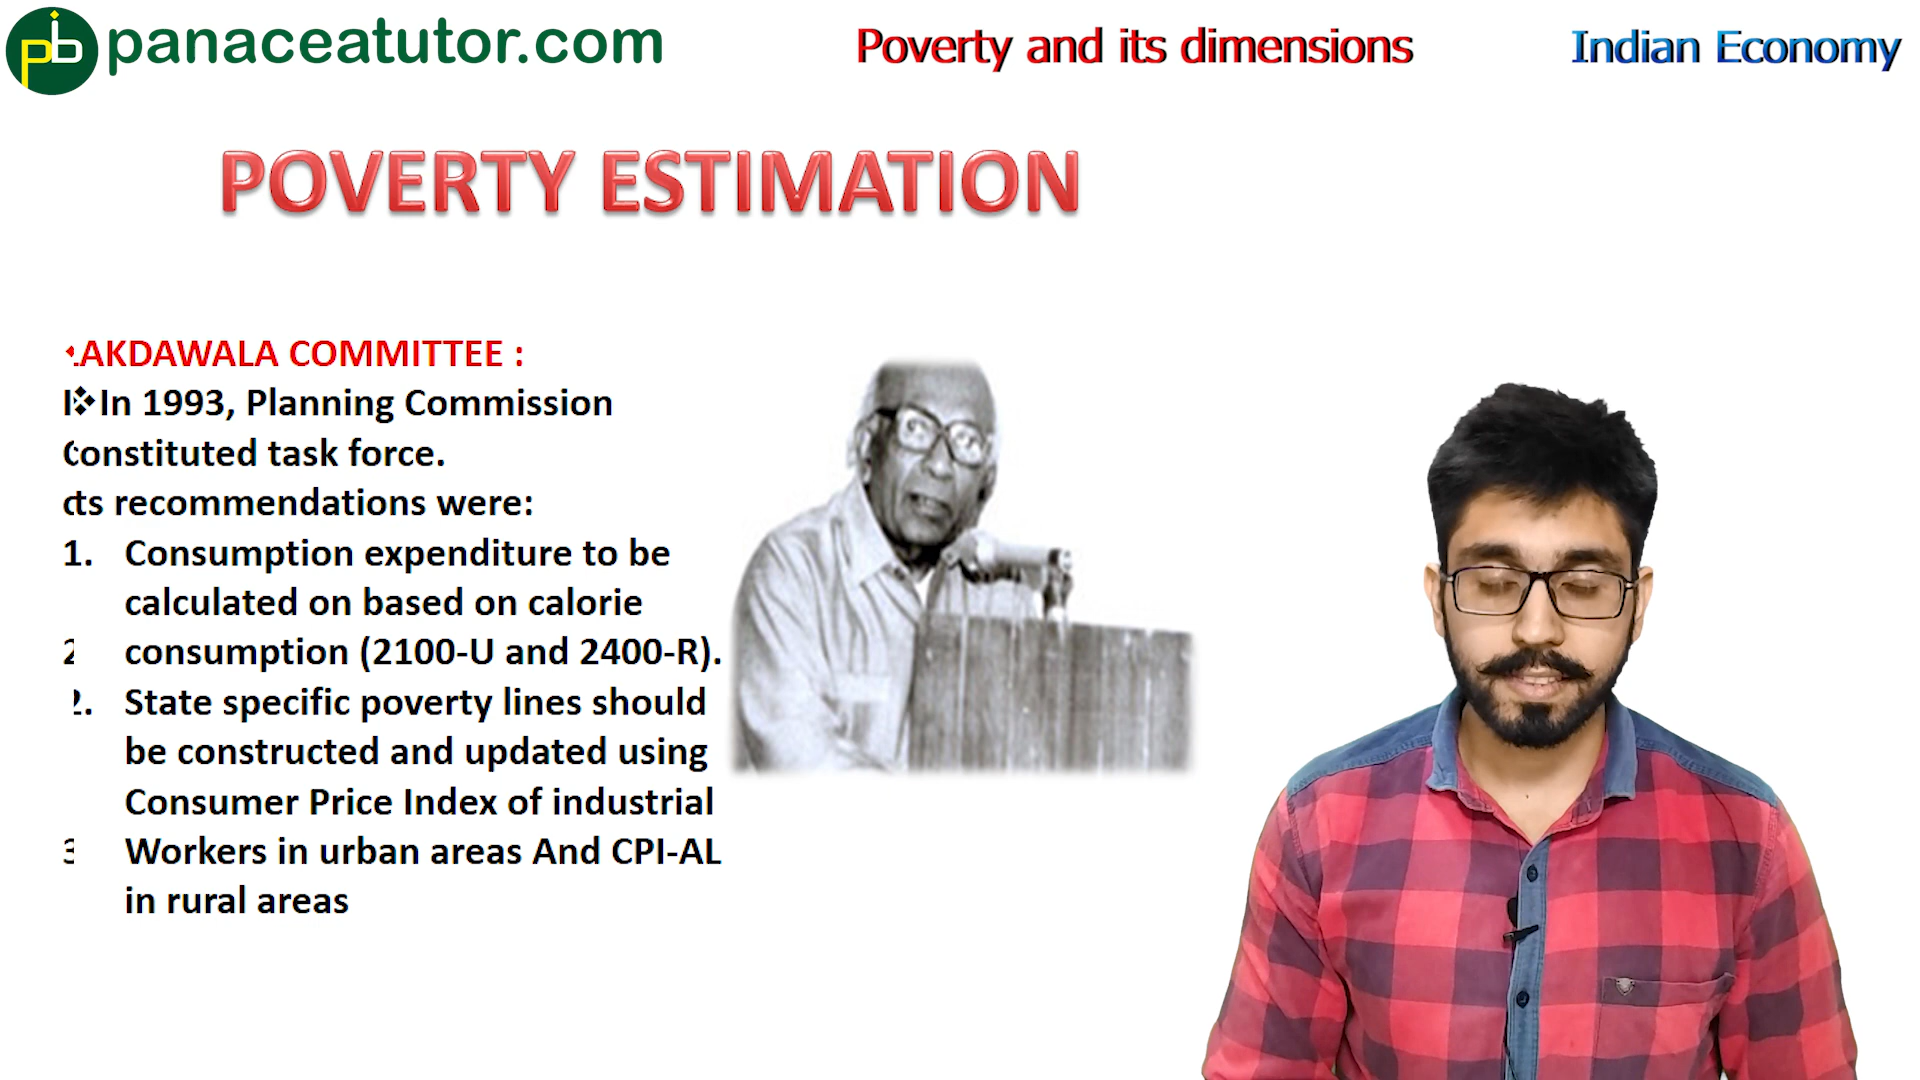 panaceatutor.com
Poverty and its dimensions
Indian Economy
POVERTY ESTIMATION
AKDAWALA COMMITTEE :
In 1993, Planning Commission
Constituted task force.
ts recommendations were:
1. Consumption expenditure to be
calculated on based on calorie
consumption (2100-U and 2400-R).
2. State specific poverty lines should
be constructed and updated using
Consumer Price Index of industrial
Workers in urban areas And CPI-AL
in rural areas